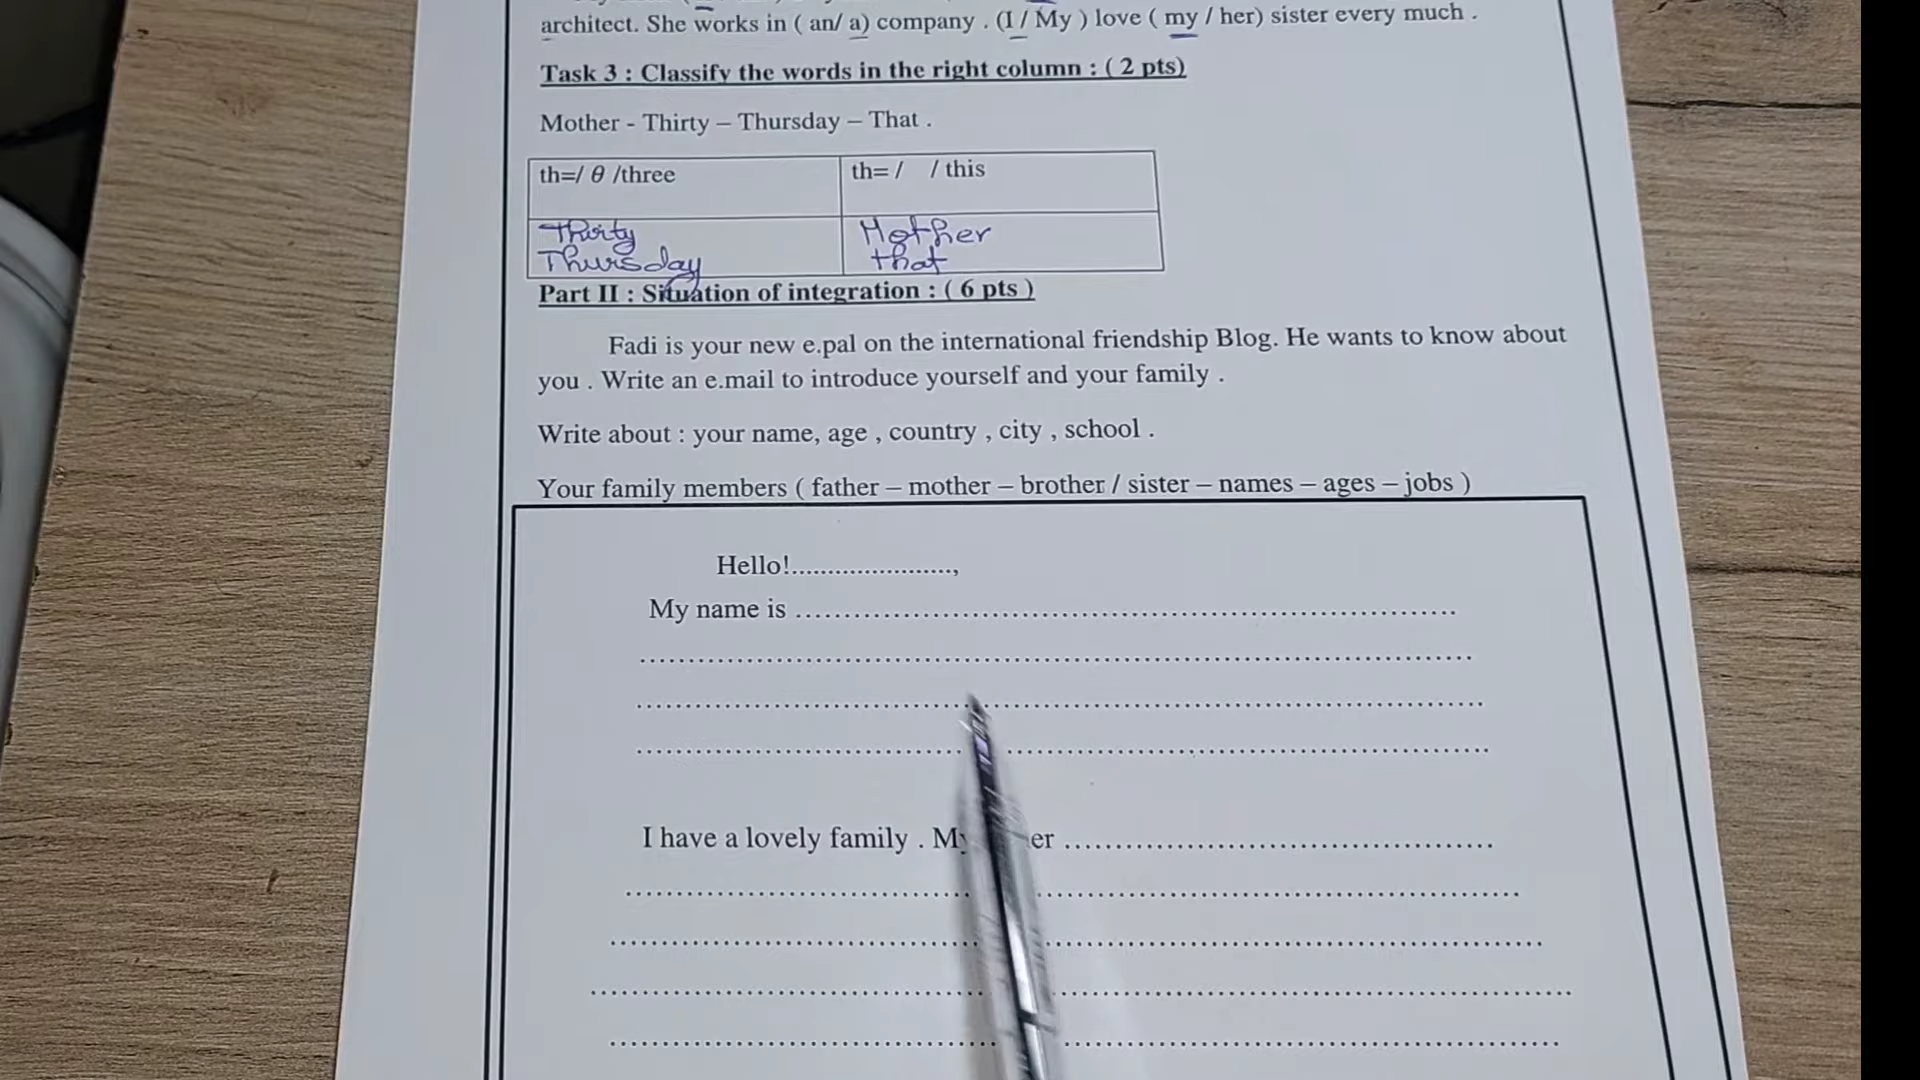 architect. She works in ( an/ a) company . (I / My ) love ( my / her) sister every much .
Task 3 : Classify the words in the right column : ( 2 pts)
Mother - Thirty – Thursday – That .
th=/ θ /three
th= /    / this
Thirty
Thursday
Mother
that
Part II : Situation of integration : ( 6 pts )
Fadi is your new e.pal on the international friendship Blog. He wants to know about
you . Write an e.mail to introduce yourself and your family .
Write about : your name, age , country , city , school .
Your family members ( father – mother – brother / sister – names – ages – jobs )
Hello!.......................,
My name is ....................................................................
....................................................................................
....................................................................................
....................................................................................
I have a lovely family . ............................................
....................................................................................
....................................................................................
....................................................................................
....................................................................................